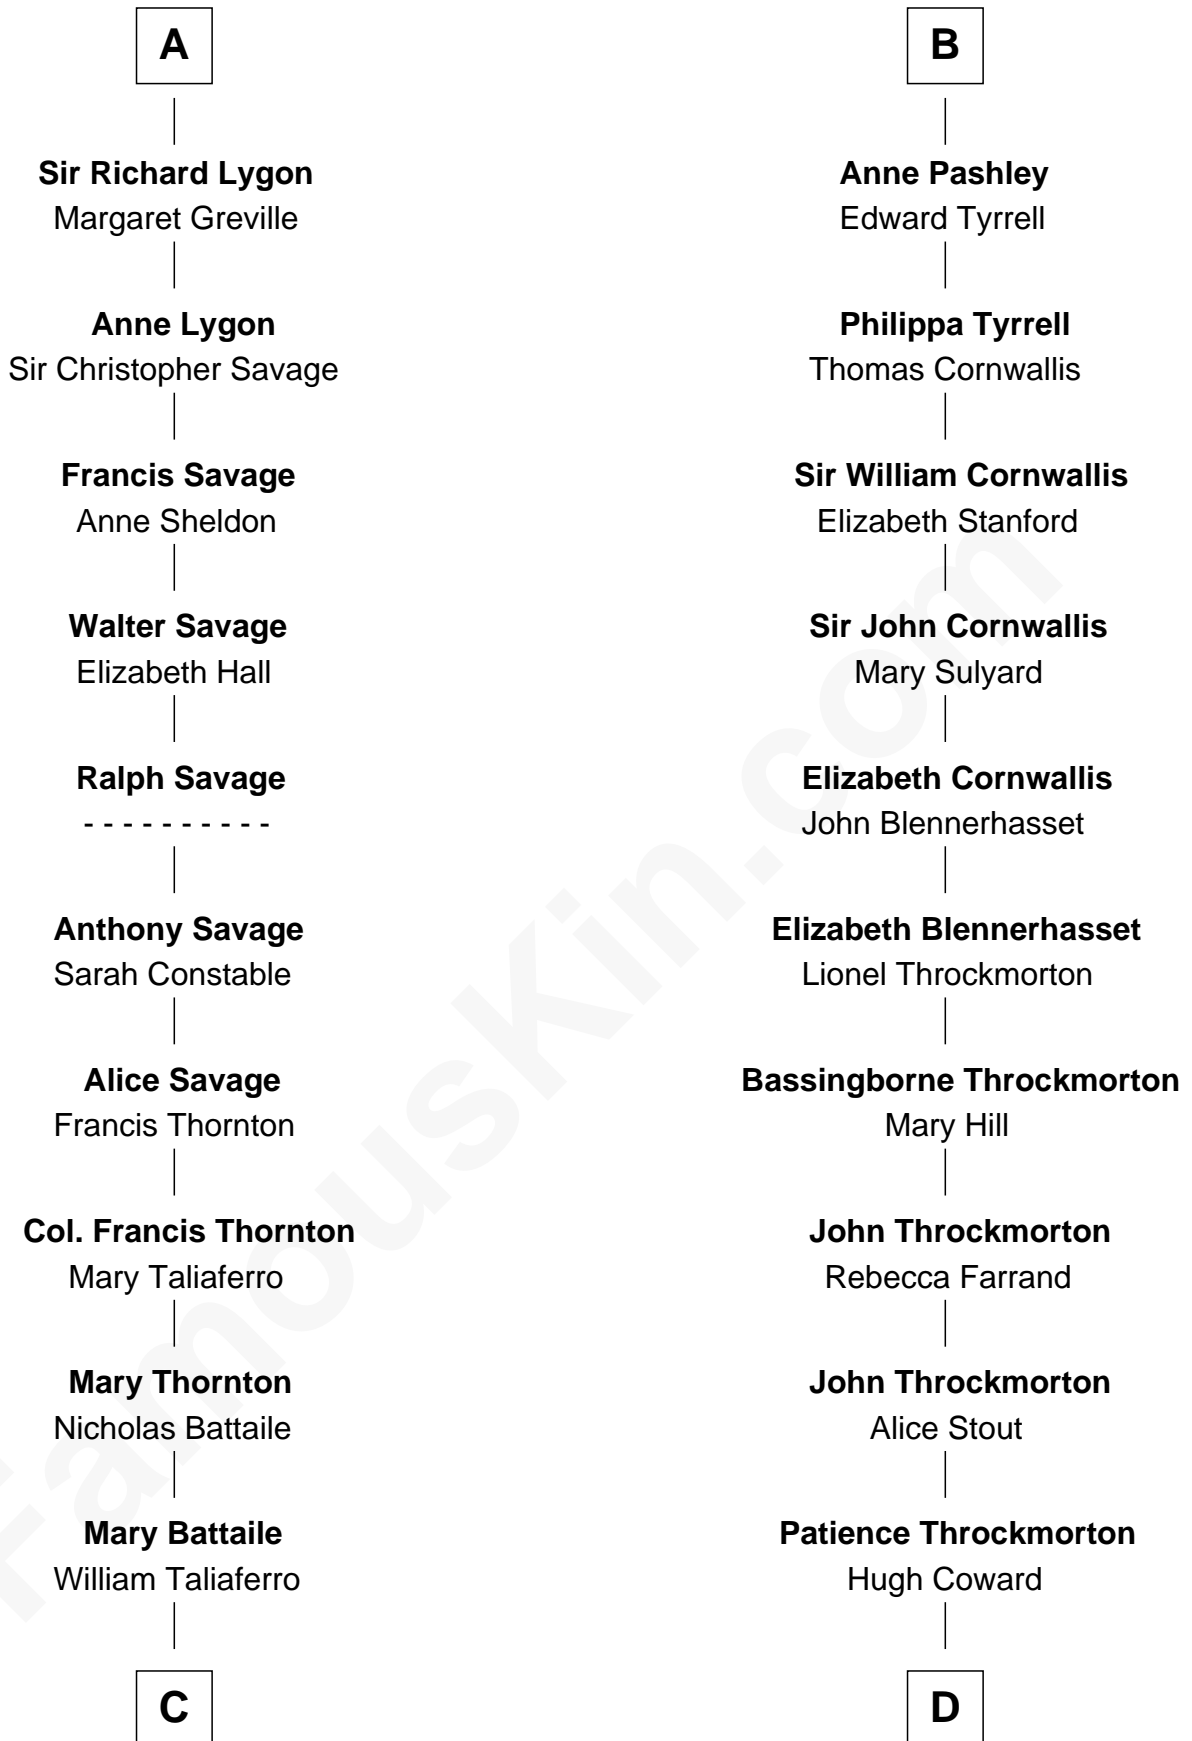 A
Sir Richard Lygon
Margaret Greville
Anne Lygon
Sir Christopher Savage
Francis Savage
Anne Sheldon
Walter Savage
Elizabeth Hall
Ralph Savage
- - - - - - - - - -
Anthony Savage
Sarah Constable
Alice Savage
Francis Thornton
Col. Francis Thornton
Mary Taliaferro
Mary Thornton
Nicholas Battaile
Mary Battaile
William Taliaferro
C
B
Anne Pashley
Edward Tyrrell
Philippa Tyrrell
Thomas Cornwallis
Sir William Cornwallis
Elizabeth Stanford
Sir John Cornwallis
Mary Sulyard
Elizabeth Cornwallis
John Blennerhasset
Elizabeth Blennerhasset
Lionel Throckmorton
Bassingborne Throckmorton
Mary Hill
John Throckmorton
Rebecca Farrand
John Throckmorton
Alice Stout
Patience Throckmorton
Hugh Coward
D
FamousKin.com